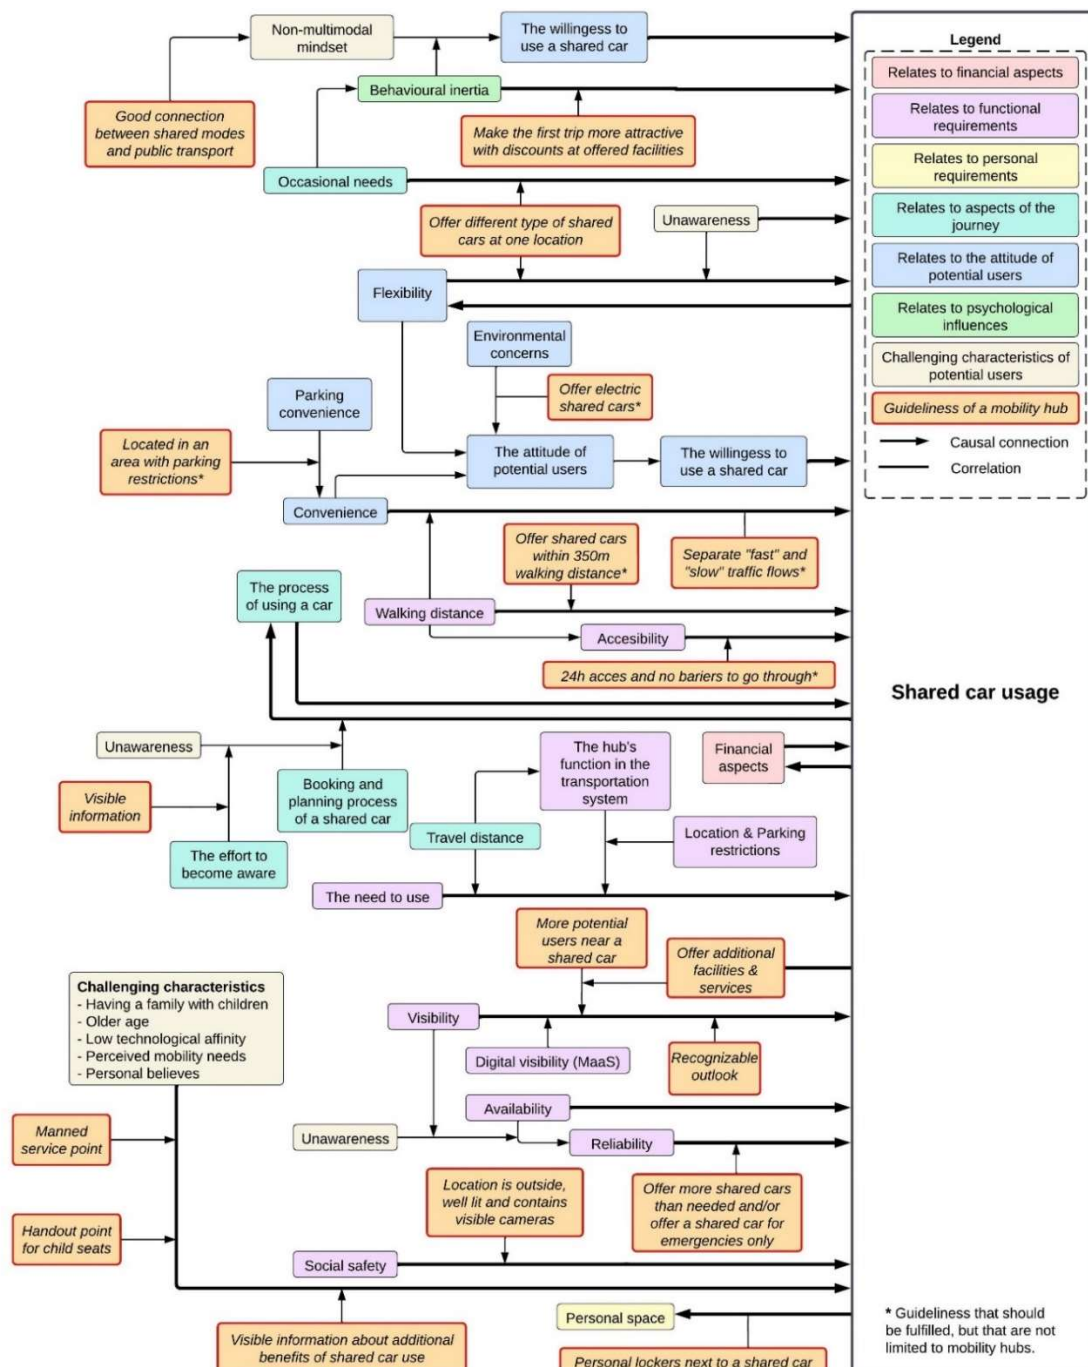 Non-multimodal
mindset
The willingess to
use a shared car
Behavioural inertia
Good connection
between shared modes
and public transport
Make the first trip more attractive
with discounts at offered facilities
Occasional needs
Offer different type of shared
cars at one location
Unawareness
Flexibility
Environmental
concerns
Parking
convenience
Offer electric
shared cars*
Located in an
area with parking
restrictions*
The attitude of
potential users
The willingess to
use a shared car
Convenience
Offer shared cars
within 350m
walking distance*
Separate "fast" and
"slow" traffic flows*
The process
of using a car
Walking distance
Accesibility
24h acces and no bariers to go through*
Unawareness
Visible
information
Booking and
planning process
of a shared car
The effort to
become aware
The hub's
function in the
transportation
system
Financial
aspects
Travel distance
Location & Parking
restrictions
The need to use
More potential
users near a
shared car
Offer additional
facilities &
services
Challenging characteristics
- Having a family with children
- Older age
- Low technological affinity
- Perceived mobility needs
- Personal believes
Visibility
Digital visibility (MaaS)
Recognizable
outlook
Availability
Unawareness
Reliability
Manned
service point
Location is outside,
well lit and contains
visible cameras
Offer more shared cars
than needed and/or
offer a shared car for
emergencies only
Handout point
for child seats
Social safety
Visible information about additional
benefits of shared car use
Personal space
Personal lockers next to a shared car
Legend
Relates to financial aspects
Relates to functional
requirements
Relates to personal
requirements
Relates to aspects of the
journey
Relates to the attitude of
potential users
Relates to psychological
influences
Challenging characteristics of
potential users
Guideliness of a mobility hub
Causal connection
Correlation
Shared car usage
* Guideliness that should
be fulfilled, but that are not
limited to mobility hubs.